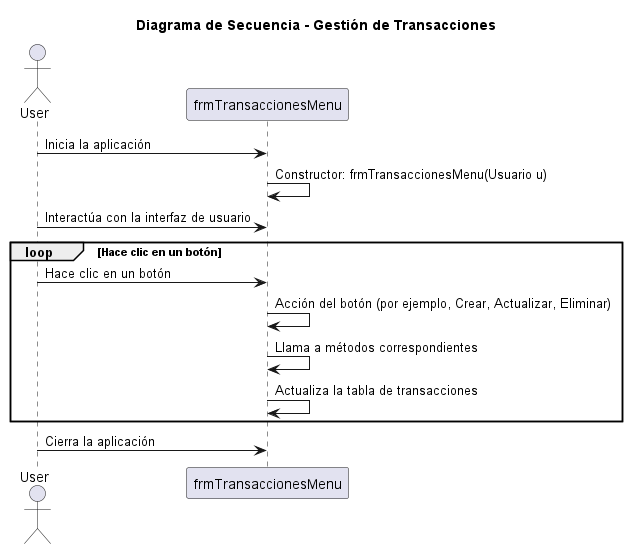 Diagrama de Secuencia - Gestión de Transacciones
User
frmTransaccionesMenu
Inicia la aplicación
Constructor: frmTransaccionesMenu(Usuario u)
Interactúa con la interfaz de usuario
loop [Hace clic en un botón]
Hace clic en un botón
Acción del botón (por ejemplo, Crear, Actualizar, Eliminar)
Llama a métodos correspondientes
Actualiza la tabla de transacciones
Cierra la aplicación
User
frmTransaccionesMenu